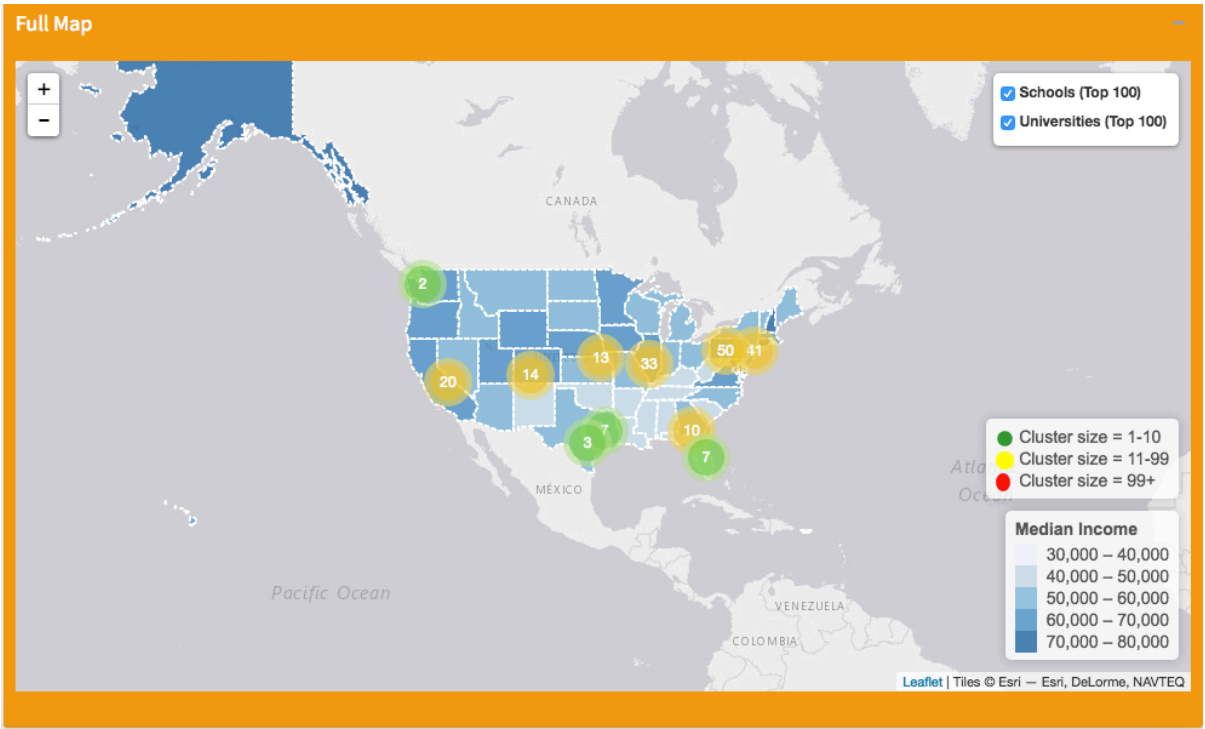 Full Map
−
+
−
Schools (Top 100)
Universities (Top 100)
CANADA
2
50
41
13
33
14
20
10
7
3
7
MÉXICO
Cluster size = 1-10
Cluster size = 11-99
Cluster size = 99+
Ocean
Median Income
30,000 – 40,000
40,000 – 50,000
50,000 – 60,000
60,000 – 70,000
70,000 – 80,000
Pacific Ocean
VENEZUELA
COLOMBIA
Leaflet | Tiles © Esri — Esri, DeLorme, NAVTEQ